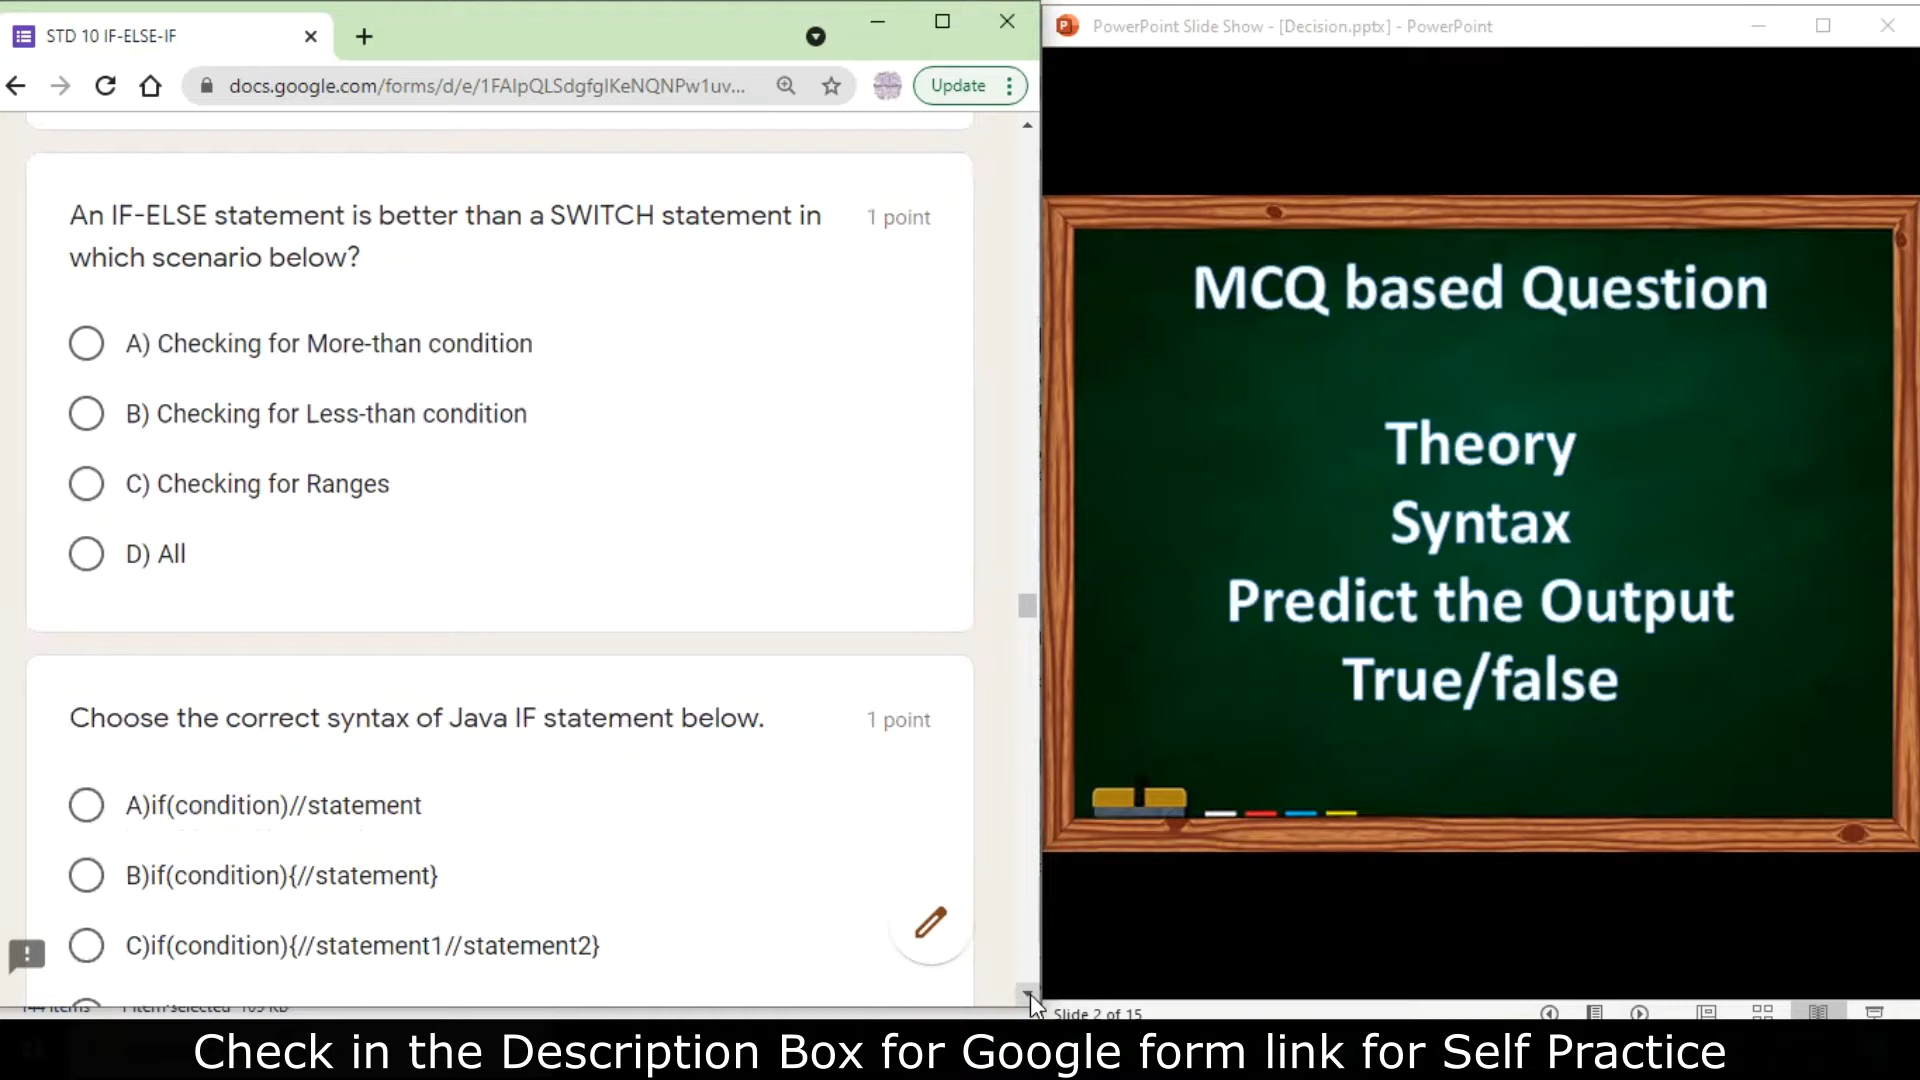 STD 10 IF-ELSE-IF
docs.google.com/forms/d/e/1FAIpQLSdgfglKeNQNPw1uv...
Update
An IF-ELSE statement is better than a SWITCH statement in
which scenario below?
1 point
A) Checking for More-than condition
B) Checking for Less-than condition
C) Checking for Ranges
D) All
Choose the correct syntax of Java IF statement below.
1 point
A)if(condition)//statement
B)if(condition){//statement}
C)if(condition){//statement1//statement2}
PowerPoint Slide Show - [Decision.pptx] - PowerPoint
MCQ based Question
Theory
Syntax
Predict the Output
True/false
Slide 2 of 15
Check in the Description Box for Google form link for Self Practice